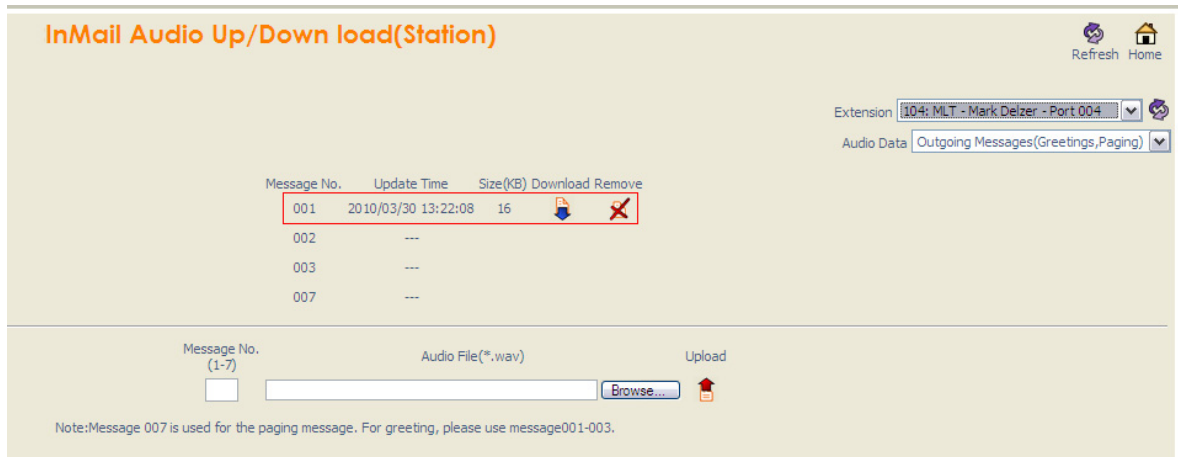 InMail Audio Up/Down load(Station)
Refresh Home
Extension 104: MLT - Mark Delzer - Port 004
Audio Data Outgoing Messages(Greetings,Paging)
Message No. Update Time Size(KB) Download Remove
001 2010/03/30 13:22:08 16
002 ---
003 ---
007 ---
Message No.
(1-7)
Audio File(*.wav)
Upload
Browse...
Note:Message 007 is used for the paging message. For greeting, please use message001-003.